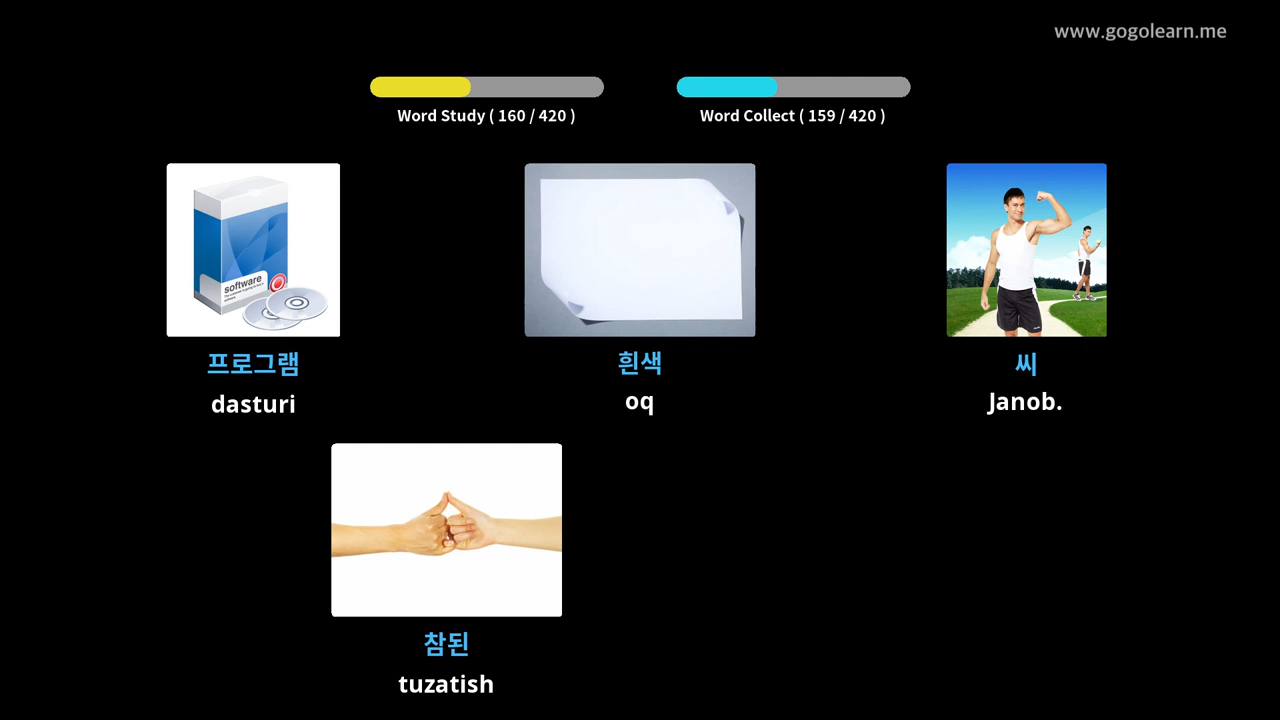 www.gogolearn.me
Word Study ( 160 / 420 )
Word Collect ( 159 / 420 )
software
프로그램
dasturi
흰색
oq
씨
Janob.
참된
tuzatish